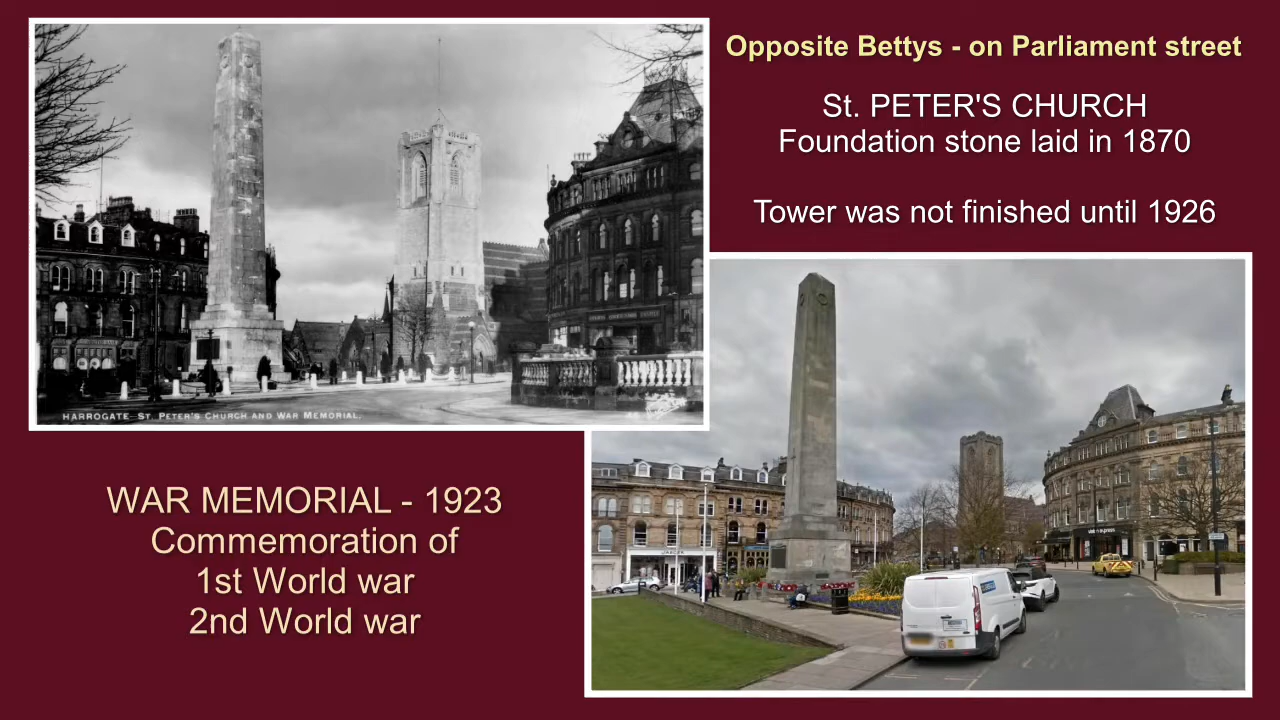 Opposite Bettys - on Parliament street
St. PETER'S CHURCH
Foundation stone laid in 1870
Tower was not finished until 1926
HARROGATE ST. PETER'S CHURCH AND WAR MEMORIAL.
WAR MEMORIAL - 1923
Commemoration of
1st World war
2nd World war
JAEGER